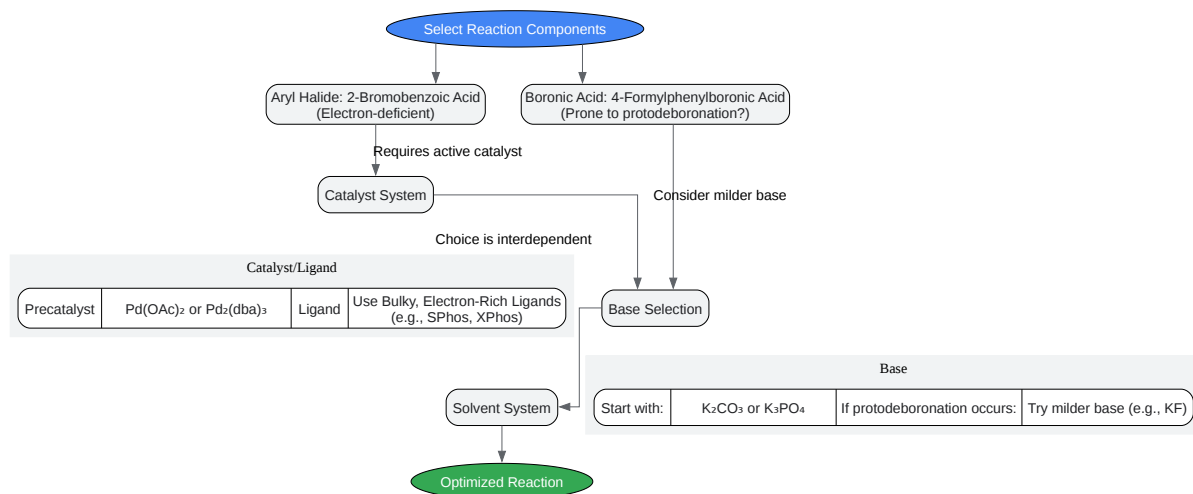 Select Reaction Components
Aryl Halide: 2-Bromobenzoic Acid
(Electron-deficient)
Boronic Acid: 4-Formylphenylboronic Acid
(Prone to protodeboronation?)
Requires active catalyst
Catalyst System
Consider milder base
Choice is interdependent
Catalyst/Ligand
Precatalyst
Pd(OAc)₂ or Pd₂(dba)₃
Ligand
Use Bulky, Electron-Rich Ligands
(e.g., SPhos, XPhos)
Base Selection
Base
Start with:
K₂CO₃ or K₃PO₄
If protodeboronation occurs:
Try milder base (e.g., KF)
Solvent System
Optimized Reaction